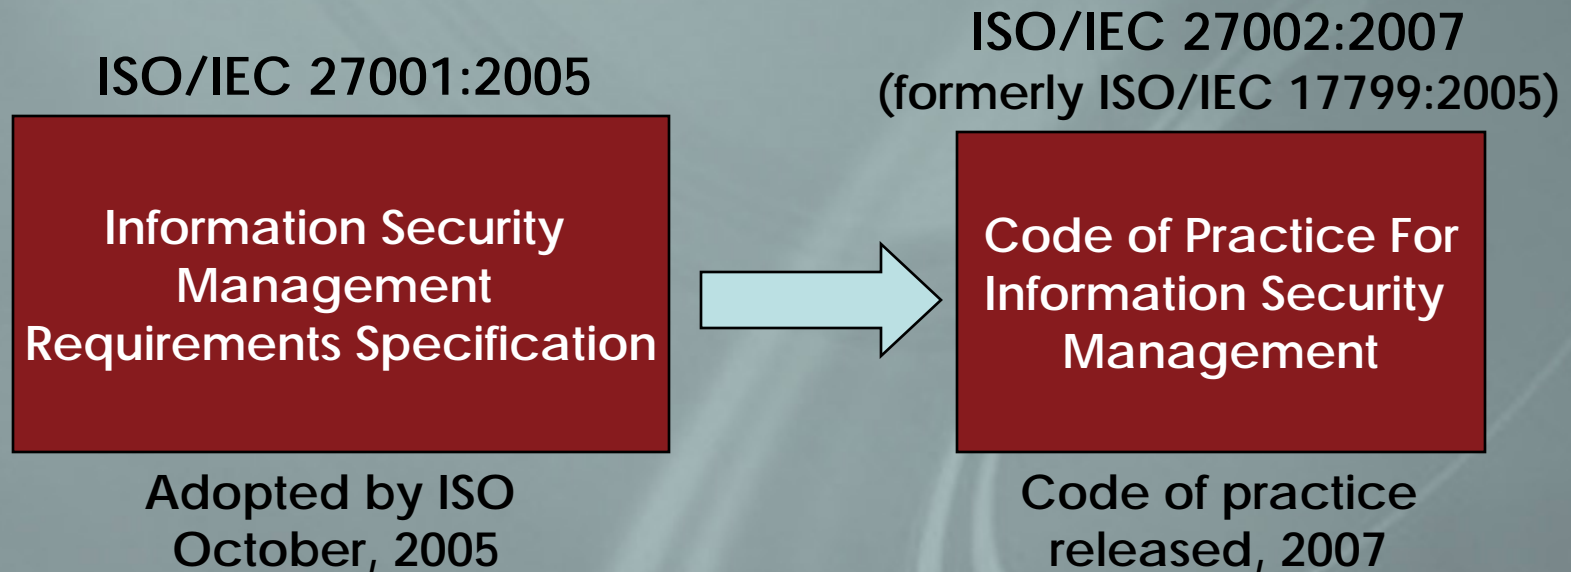 ISO/IEC 27001:2005
Information Security
Management
Requirements Specification
Adopted by ISO
October, 2005
ISO/IEC 27002:2007
(formerly ISO/IEC 17799:2005)
Code of Practice For
Information Security
Management
Code of practice
released, 2007